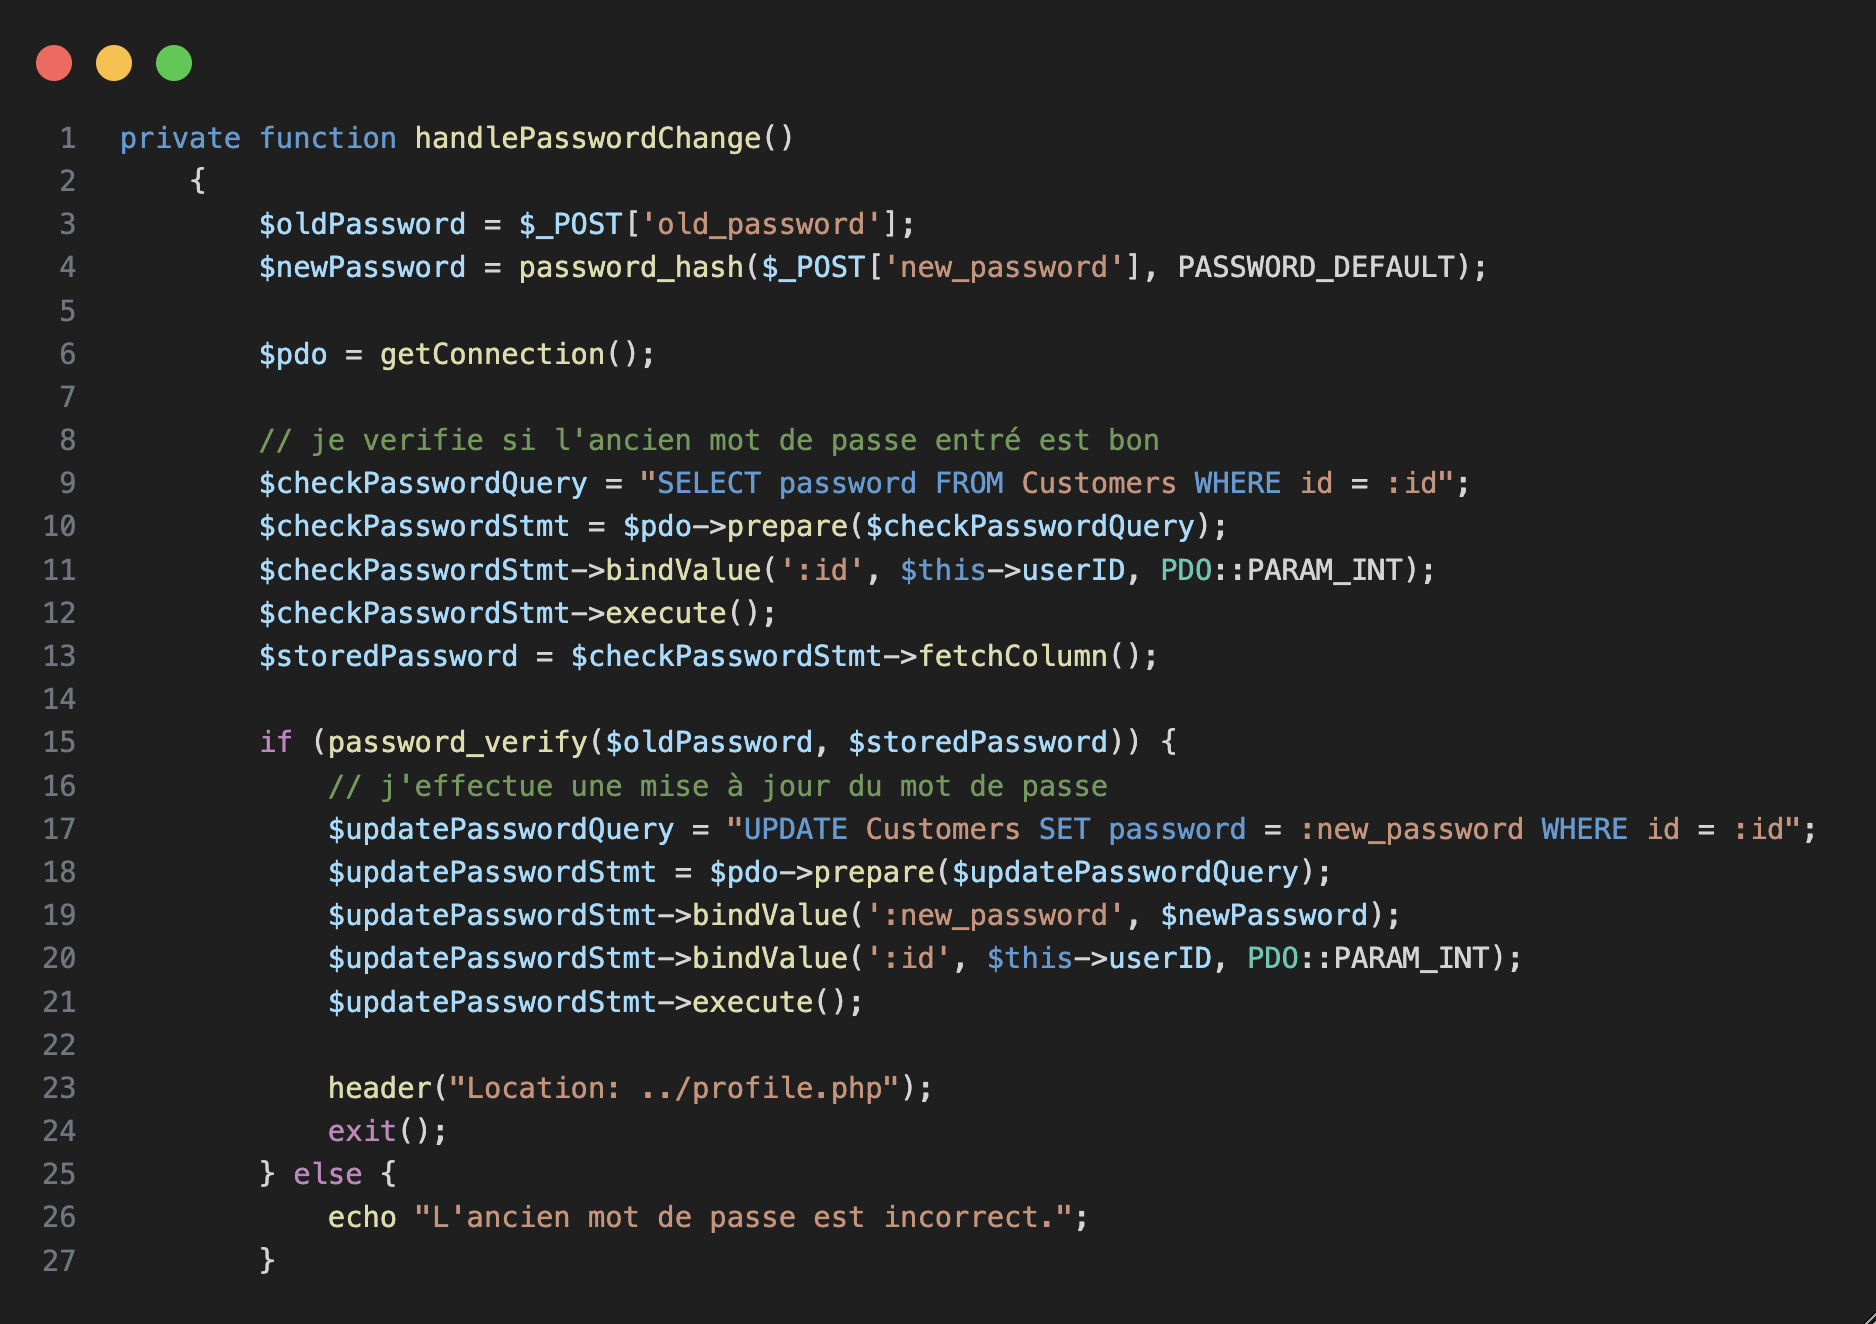 1 private function handlePasswordChange()
2 {
3 $oldPassword = $_POST['old_password'];
4 $newPassword = password_hash($_POST['new_password'], PASSWORD_DEFAULT);
5
6 $pdo = getConnection();
7
8 // je verifie si l'ancien mot de passe entré est bon
9 $checkPasswordQuery = "SELECT password FROM Customers WHERE id = :id";
10 $checkPasswordStmt = $pdo->prepare($checkPasswordQuery);
11 $checkPasswordStmt->bindValue(':id', $this->userID, PDO::PARAM_INT);
12 $checkPasswordStmt->execute();
13 $storedPassword = $checkPasswordStmt->fetchColumn();
14
15 if (password_verify($oldPassword, $storedPassword)) {
16 // j'effectue une mise à jour du mot de passe
17 $updatePasswordQuery = "UPDATE Customers SET password = :new_password WHERE id = :id";
18 $updatePasswordStmt = $pdo->prepare($updatePasswordQuery);
19 $updatePasswordStmt->bindValue(':new_password', $newPassword);
20 $updatePasswordStmt->bindValue(':id', $this->userID, PDO::PARAM_INT);
21 $updatePasswordStmt->execute();
22
23 header("Location: ../profile.php");
24 exit();
25 } else {
26 echo "L'ancien mot de passe est incorrect.";
27 }